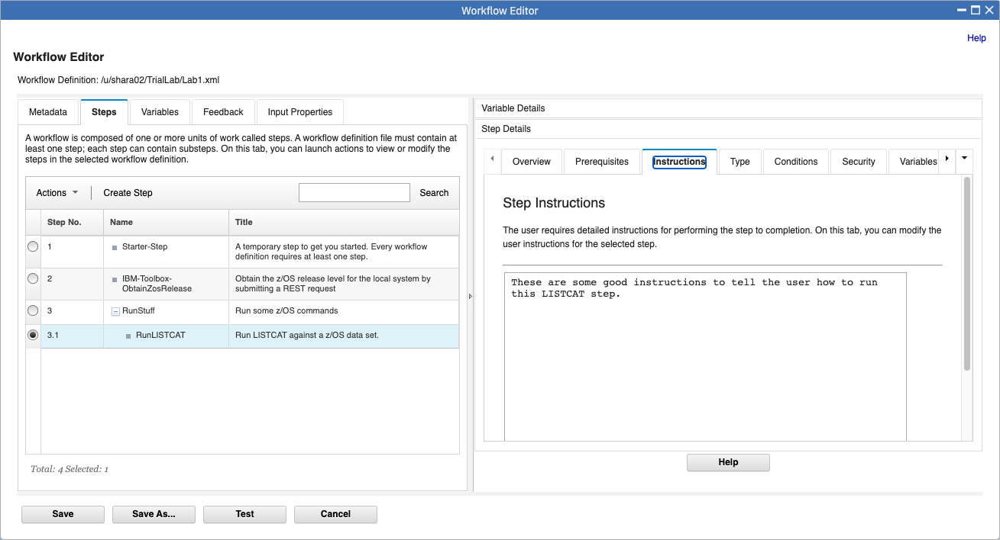 Workflow Editor
Help
Workflow Editor
Workflow Definition: /u/shara02/TrialLab/Lab1.xml
Metadata
Steps
Variables
Feedback
Input Properties
A workflow is composed of one or more units of work called steps. A workflow definition file must contain at
least one step; each step can contain substeps. On this tab, you can launch actions to view or modify the
steps in the selected workflow definition.
Actions
Create Step
Search
Step No.
Name
Title
1
Starter-Step
A temporary step to get you started. Every workflow
definition requires at least one step.
2
IBM-Toolbox-
ObtainZosRelease
Obtain the z/OS release level for the local system by
submitting a REST request
3
RunStuff
Run some z/OS commands
3.1
RunLISTCAT
Run LISTCAT against a z/OS data set.
Total: 4 Selected: 1
Variable Details
Step Details
Overview
Prerequisites
Instructions
Type
Conditions
Security
Variables
Step Instructions
The user requires detailed instructions for performing the step to completion. On this tab, you can modify the
user instructions for the selected step.
These are some good instructions to tell the user how to run
this LISTCAT step.
Help
Save
Save As...
Test
Cancel